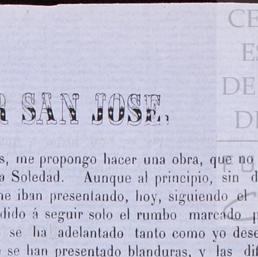 R SAN JOSE.
s, me propongo hacer una obra, que no
a Soledad. Aunque al principio, sin d
ne iban presentando, hoy, siguiendo el
dido á seguir solo el rumbo marcado p
se ha adelantado tanto como yo dese
se han presentado blanduras, y las dif
CE
ES
DE
DE